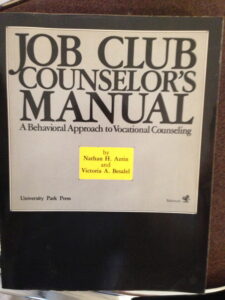 JOB CLUB
COUNSELOR'S
MANUAL
A Behavioral Approach to Vocational Counseling
by
Nathan H. Azrin
and
Victoria A. Besalel
University Park Press